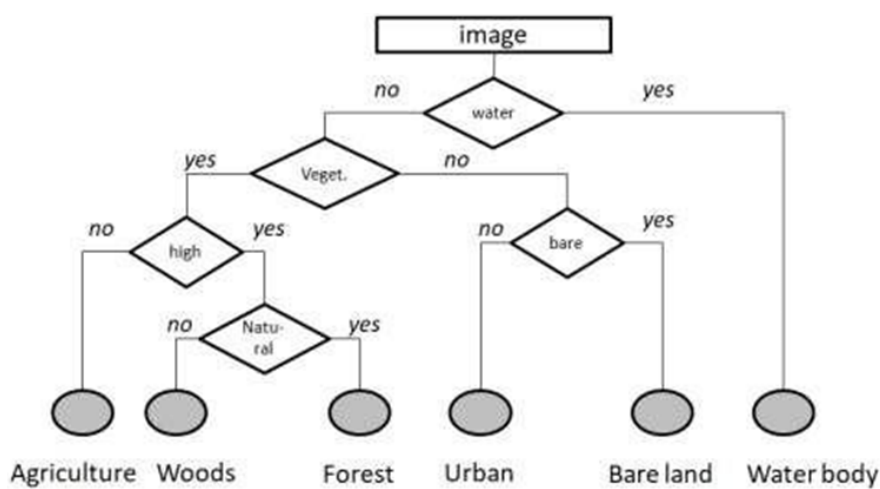 image
no
yes
water
yes
no
Veget.
no
yes
no
yes
high
bare
no
yes
Natu-
ral
Agriculture
Woods
Forest
Urban
Bare land
Water body